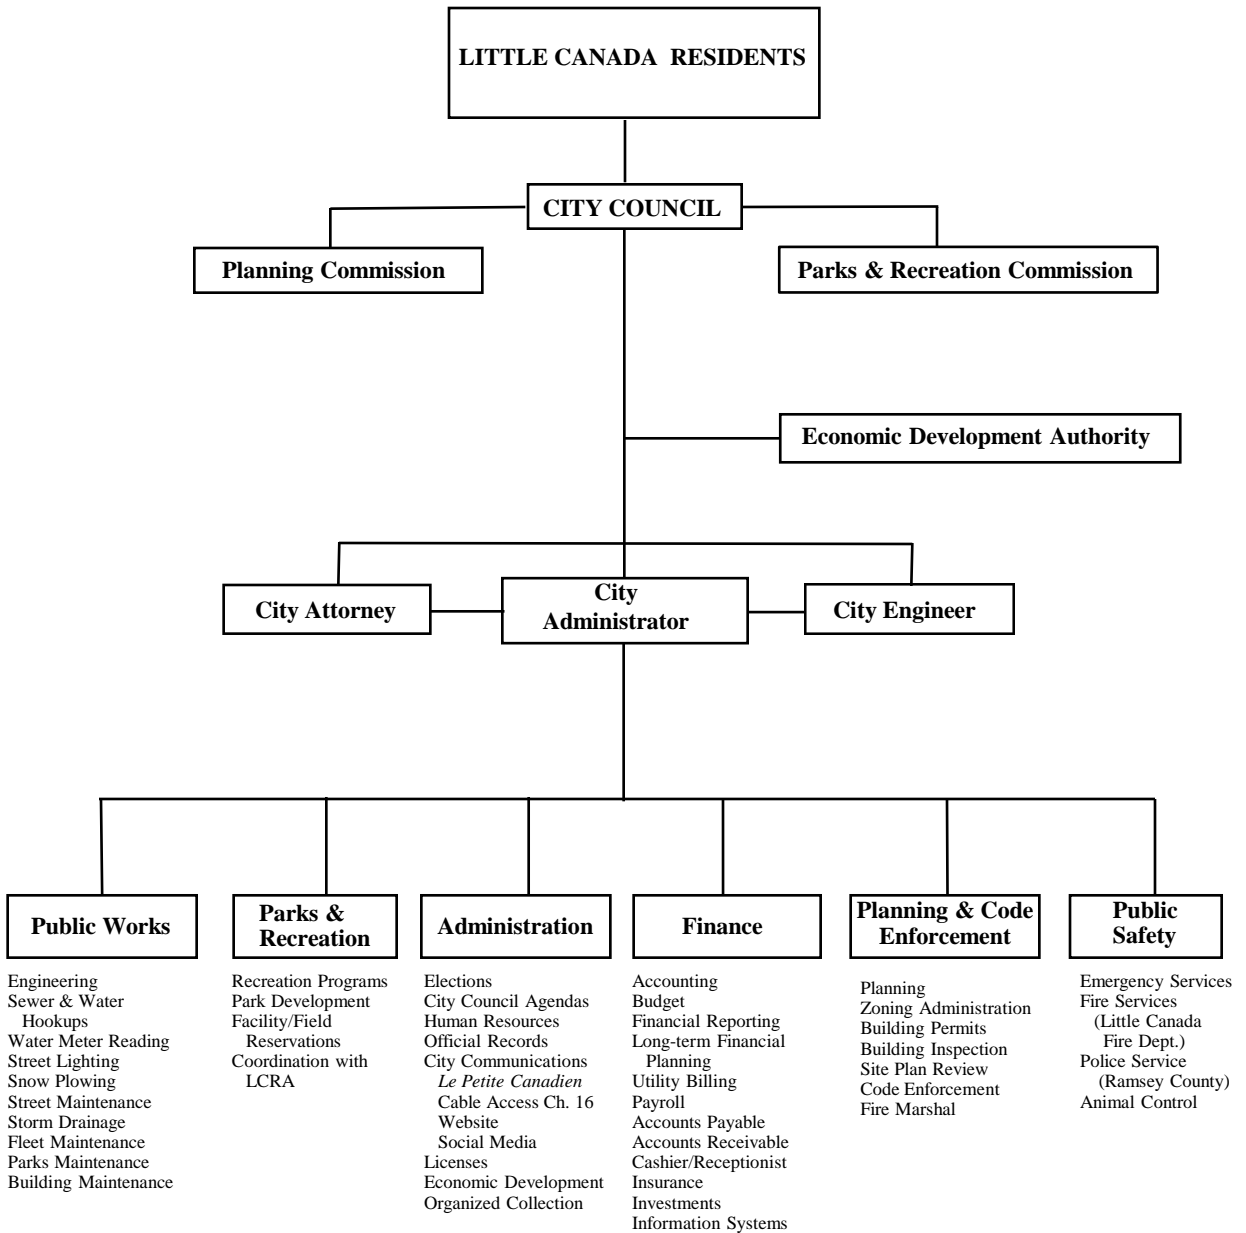 LITTLE CANADA RESIDENTS
CITY COUNCIL
Planning Commission
Parks & Recreation Commission
Economic Development Authority
City Attorney
City
Administrator
City Engineer
Public Works
Engineering
Sewer & Water
Hookups
Water Meter Reading
Street Lighting
Snow Plowing
Street Maintenance
Storm Drainage
Fleet Maintenance
Parks Maintenance
Building Maintenance
Parks &
Recreation
Recreation Programs
Park Development
Facility/Field
Reservations
Coordination with
LCRA
Administration
Elections
City Council Agendas
Human Resources
Official Records
City Communications
Le Petite Canadien
Cable Access Ch. 16
Website
Social Media
Licenses
Economic Development
Organized Collection
Finance
Accounting
Budget
Financial Reporting
Long-term Financial
Planning
Utility Billing
Payroll
Accounts Payable
Accounts Receivable
Cashier/Receptionist
Insurance
Investments
Information Systems
Planning & Code
Enforcement
Planning
Zoning Administration
Building Permits
Building Inspection
Site Plan Review
Code Enforcement
Fire Marshal
Public
Safety
Emergency Services
Fire Services
(Little Canada
Fire Dept.)
Police Service
(Ramsey County)
Animal Control